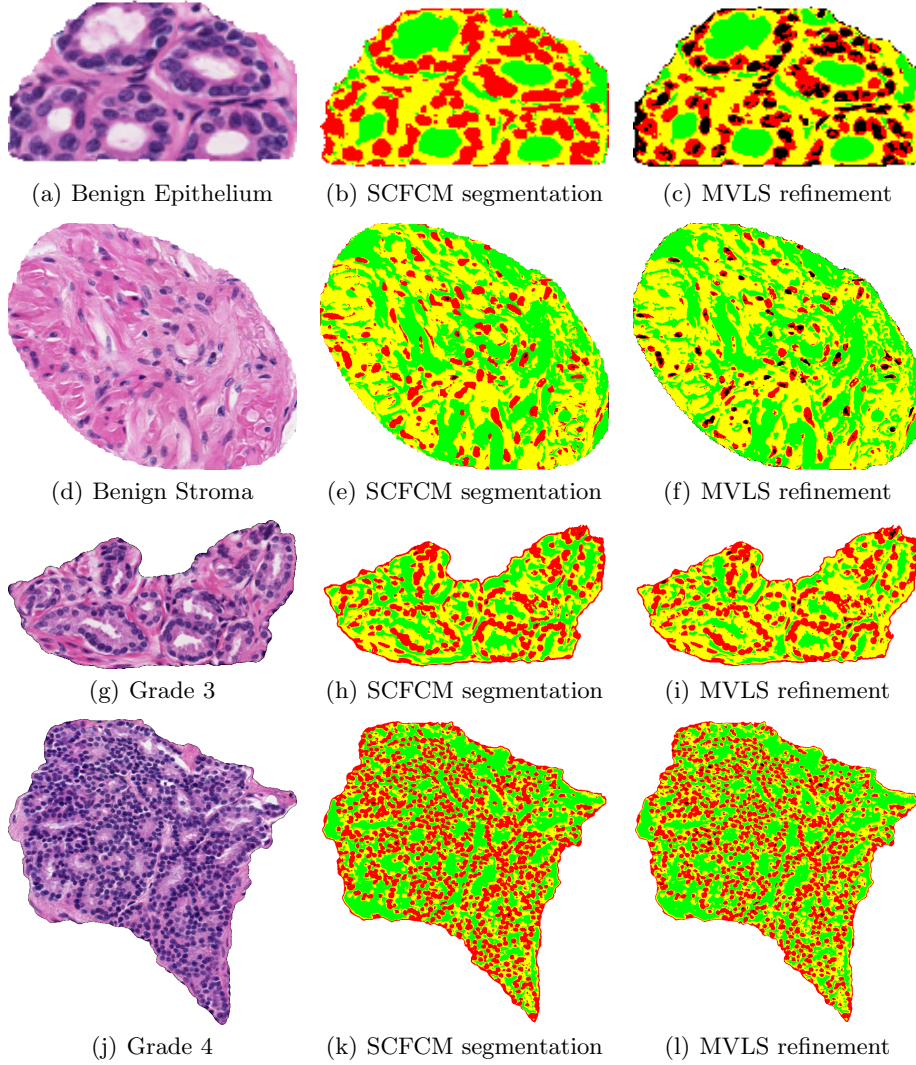 (a) Benign Epithelium
(b) SCFCM segmentation
(c) MVLS refinement
(d) Benign Stroma
(e) SCFCM segmentation
(f) MVLS refinement
(g) Grade 3
(h) SCFCM segmentation
(i) MVLS refinement
(j) Grade 4
(k) SCFCM segmentation
(l) MVLS refinement